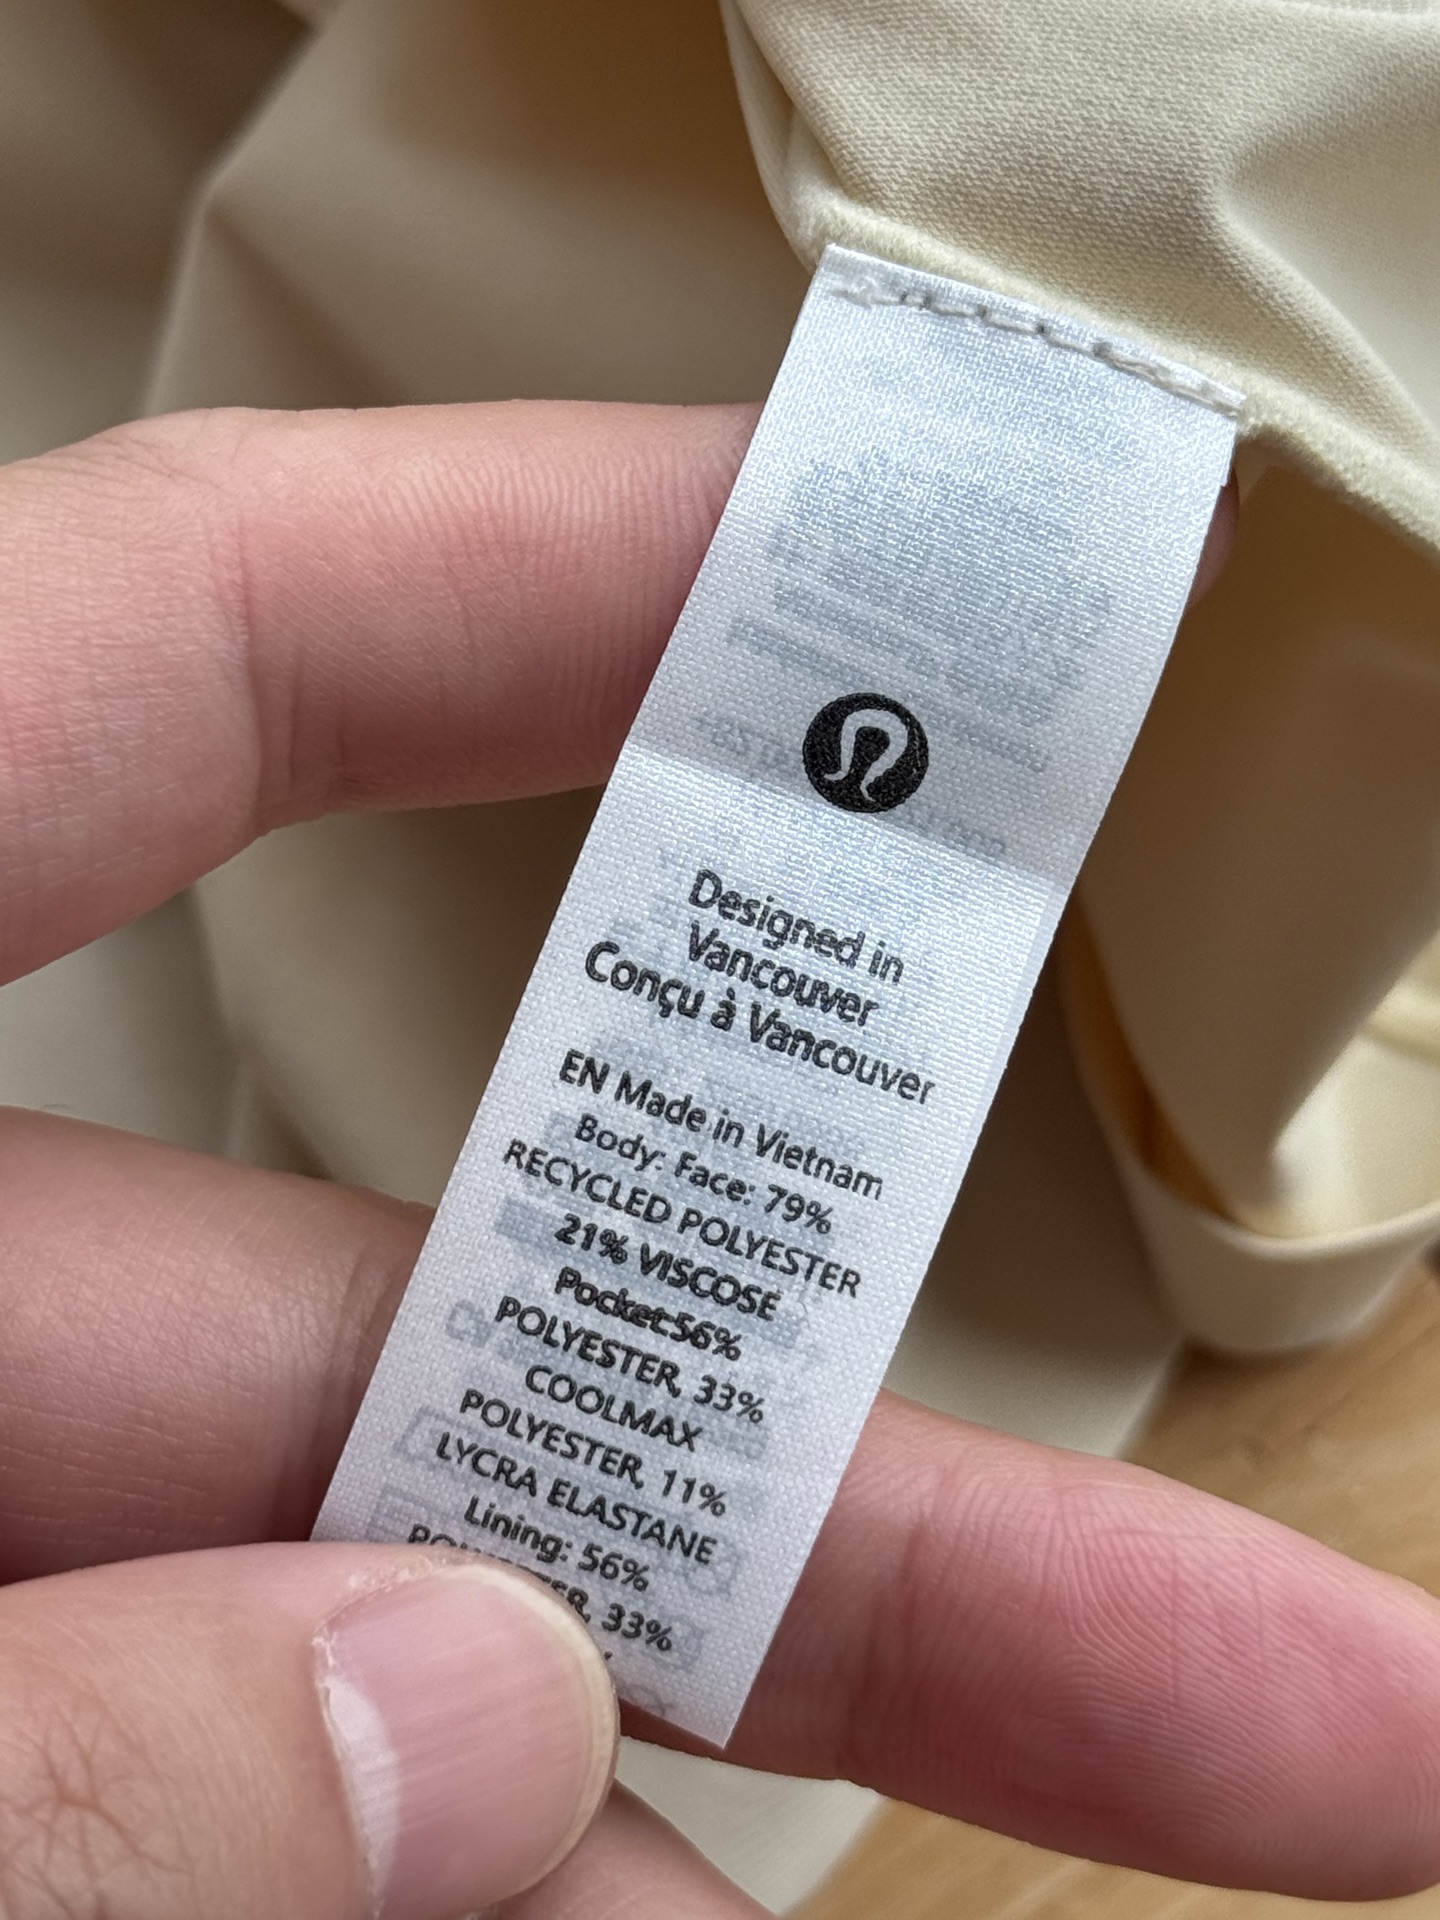 Designed in
Vancouver
Conçu à Vancouver
EN Made in Vietnam
Body: Face: 79%
RECYCLED POLYESTER
21% VISCOSE
Pocket:56%
POLYESTER, 33%
COOLMAX
POLYESTER, 11%
LYCRA ELASTANE
Lining: 56%
33%